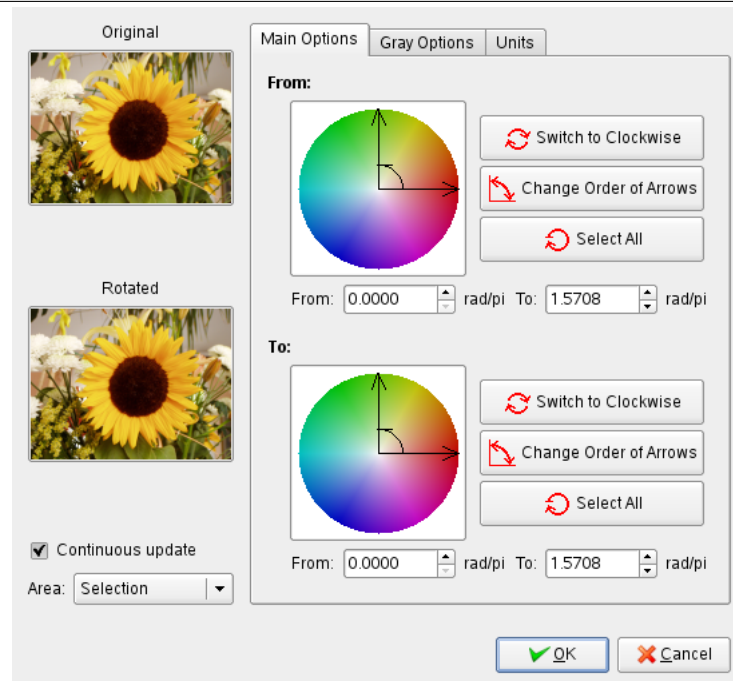 Original
Main Options Gray Options Units
From:
Switch to Clockwise
Change Order of Arrows
Select All
From: 0.0000 rad/pi To: 1.5708 rad/pi
Rotated
To:
Switch to Clockwise
Change Order of Arrows
Select All
From: 0.0000 rad/pi To: 1.5708 rad/pi
Continuous update
Area: Selection
OK Cancel